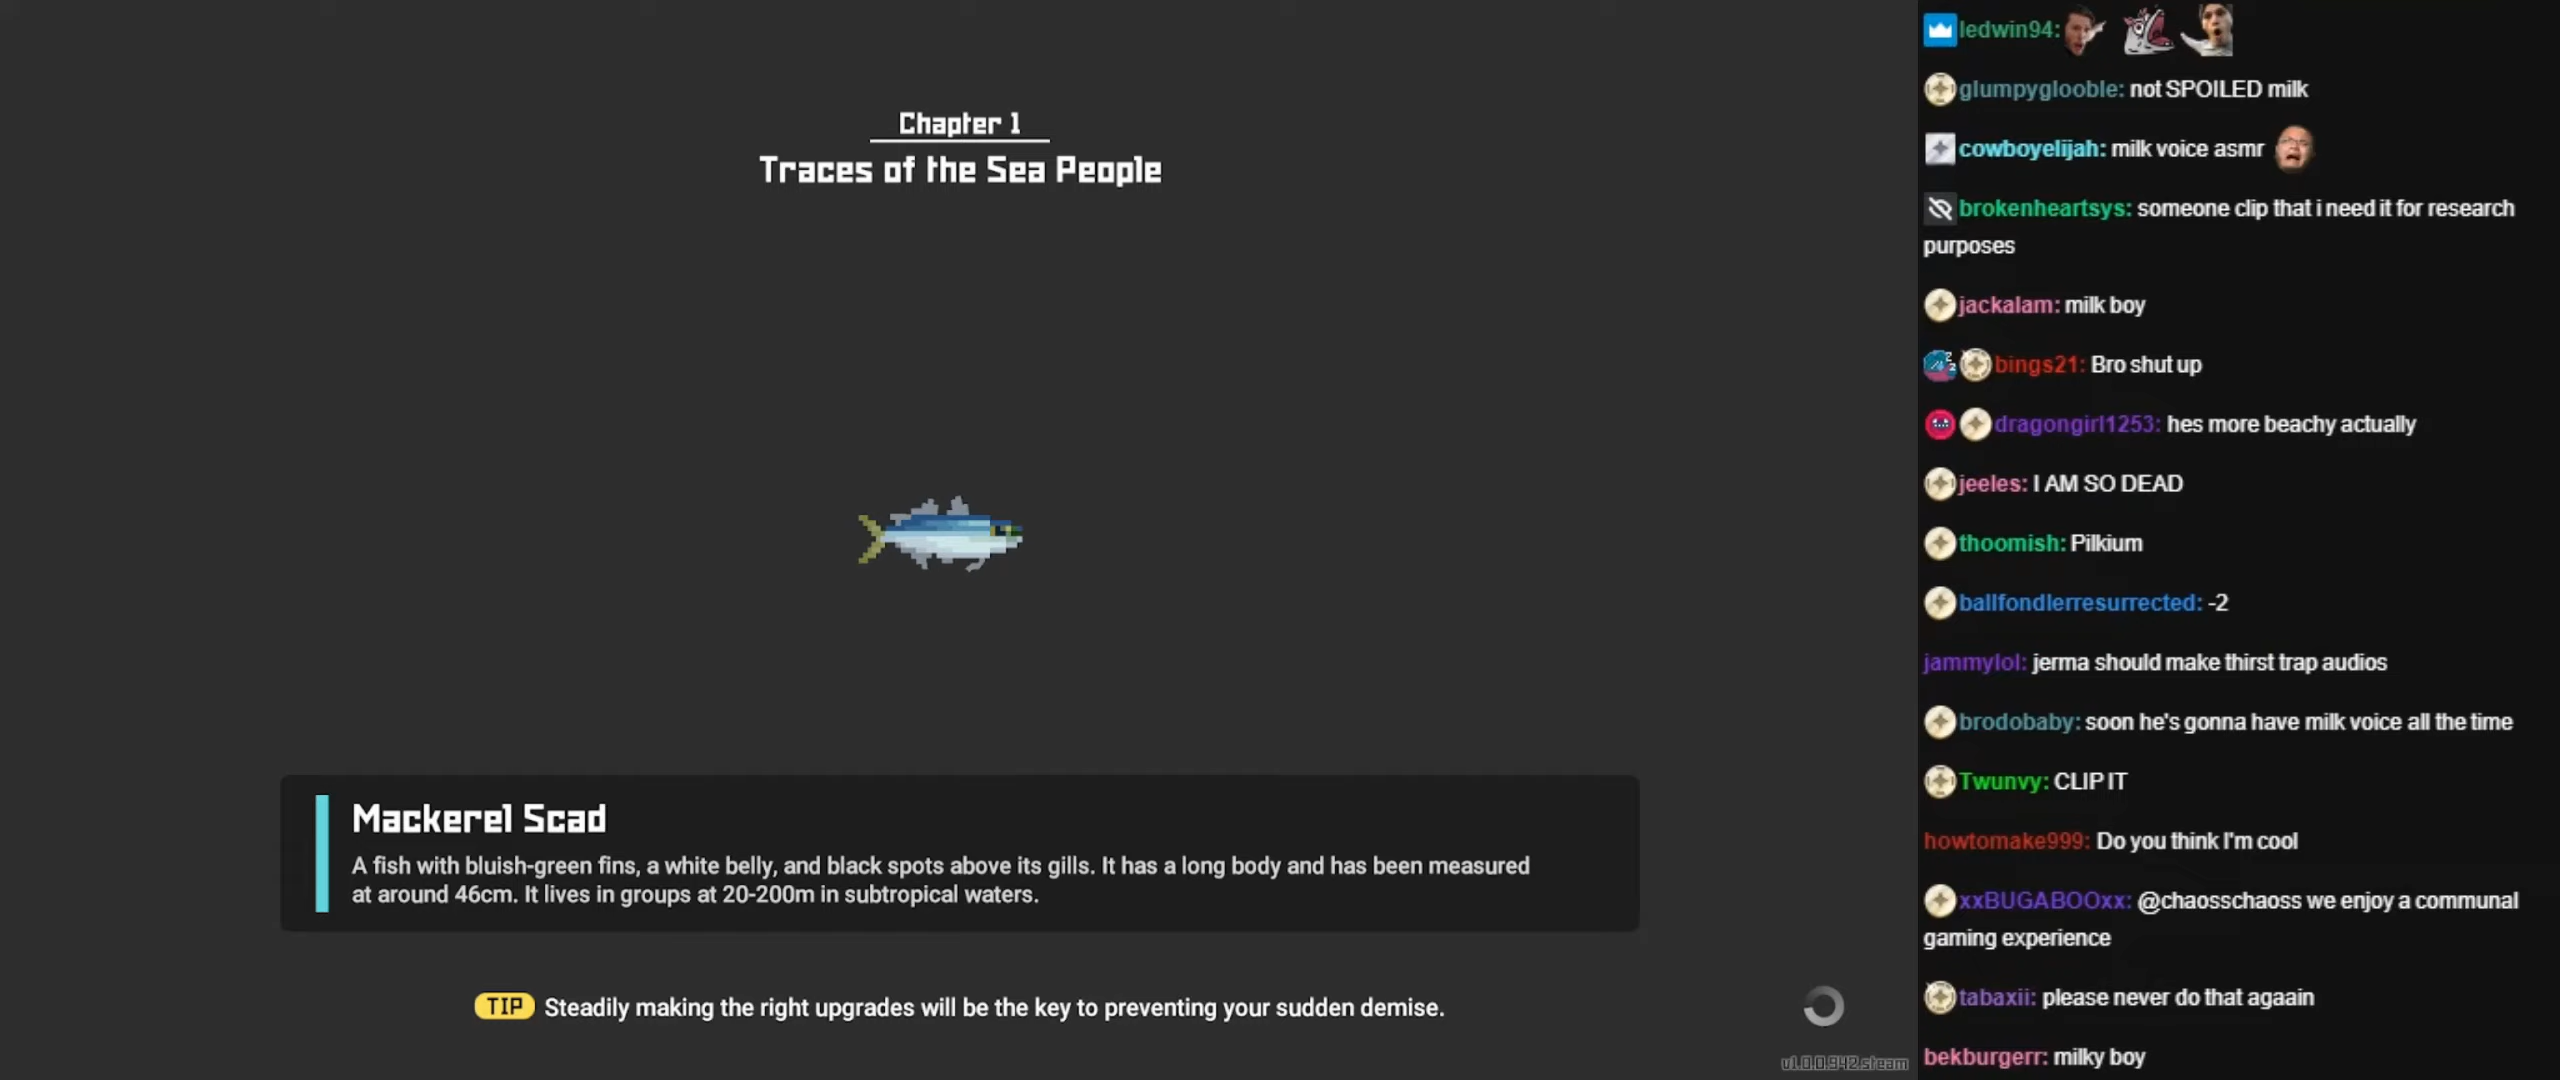 Chapter 1
Traces of the Sea People
Mackerel Scad
A fish with bluish-green fins, a white belly, and black spots above its gills. It has a long body and has been measured
at around 46cm. It lives in groups at 20-200m in subtropical waters.
TIP Steadily making the right upgrades will be the key to preventing your sudden demise.
v1.0.0.942.steam
ledwin94:
glumpyglooble: not SPOILED milk
cowboyelijah: milk voice asmr
brokenheartsys: someone clip that i need it for research
purposes
jackalam: milk boy
bings21: Bro shut up
dragongirl1253: hes more beachy actually
jeeles: I AM SO DEAD
thoomish: Pilkium
ballfondlerresurrected: -2
jammylol: jerma should make thirst trap audios
brodobaby: soon he's gonna have milk voice all the time
Twunvy: CLIP IT
howtomake999: Do you think I'm cool
xxBUGABOOxx: @chaosschaoss we enjoy a communal
gaming experience
tabaxii: please never do that agaain
bekburgerr: milky boy